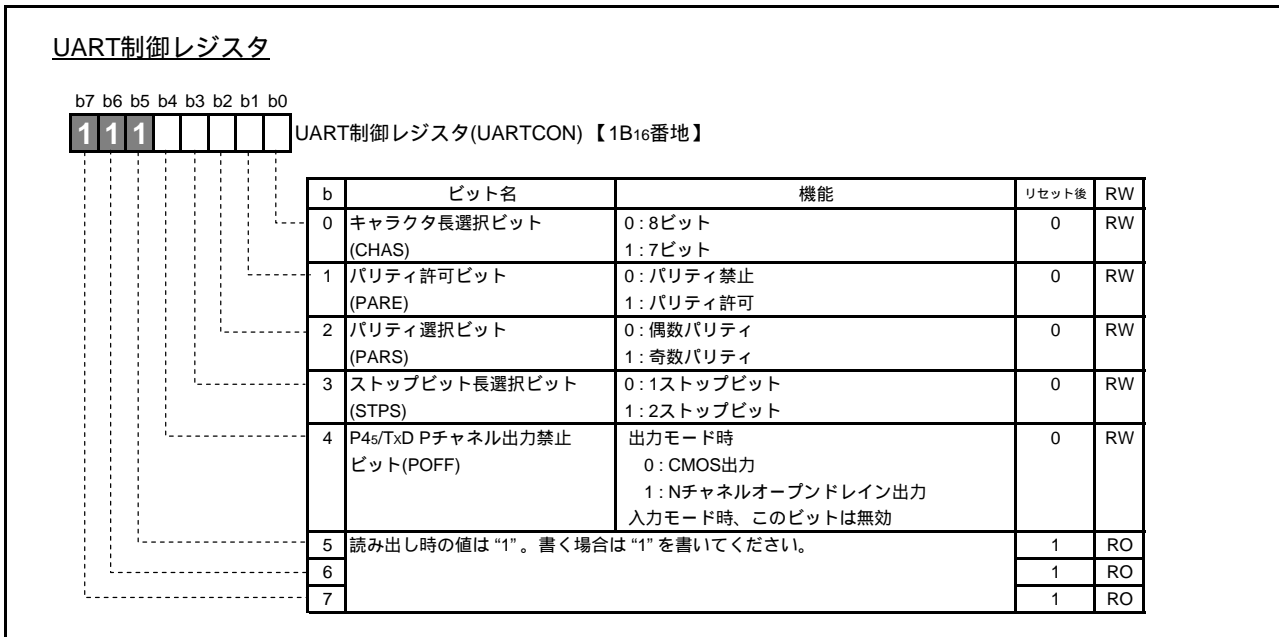 UART制御レジスタ
b7 b6 b5 b4 b3 b2 b1 b0
1 1 1
UART制御レジスタ(UARTCON)【1B16番地】
b ビット名 機能 リセット後 RW
0 キャラクタ長選択ビット 0 : 8ビット 0 RW
(CHAS) 1 : 7ビット
1 パリティ許可ビット 0 : パリティ禁止 0 RW
(PARE) 1 : パリティ許可
2 パリティ選択ビット 0 : 偶数パリティ 0 RW
(PARS) 1 : 奇数パリティ
3 ストップビット長選択ビット 0 : 1ストップビット 0 RW
(STPS) 1 : 2ストップビット
4 P45/TxD Pチャネル出力禁止 出力モード時 0 RW
ビット(POFF) 0 : CMOS出力
1 : Nチャネルオープンドレイン出力
入力モード時、このビットは無効
5 読み出し時の値は “1” 。書く場合は “1” を書いてください。 1 RO
6 1 RO
7 1 RO